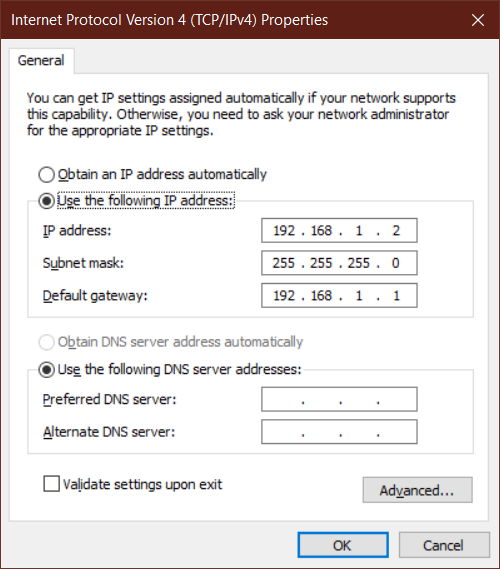 Internet Protocol Version 4 (TCP/IPv4) Properties
General
You can get IP settings assigned automatically if your network supports
this capability. Otherwise, you need to ask your network administrator
for the appropriate IP settings.
Obtain an IP address automatically
Use the following IP address:
IP address: 192 . 168 . 1 . 2
Subnet mask: 255 . 255 . 255 . 0
Default gateway: 192 . 168 . 1 . 1
Obtain DNS server address automatically
Use the following DNS server addresses:
Preferred DNS server: . . .
Alternate DNS server: . . .
Validate settings upon exit
Advanced...
OK Cancel